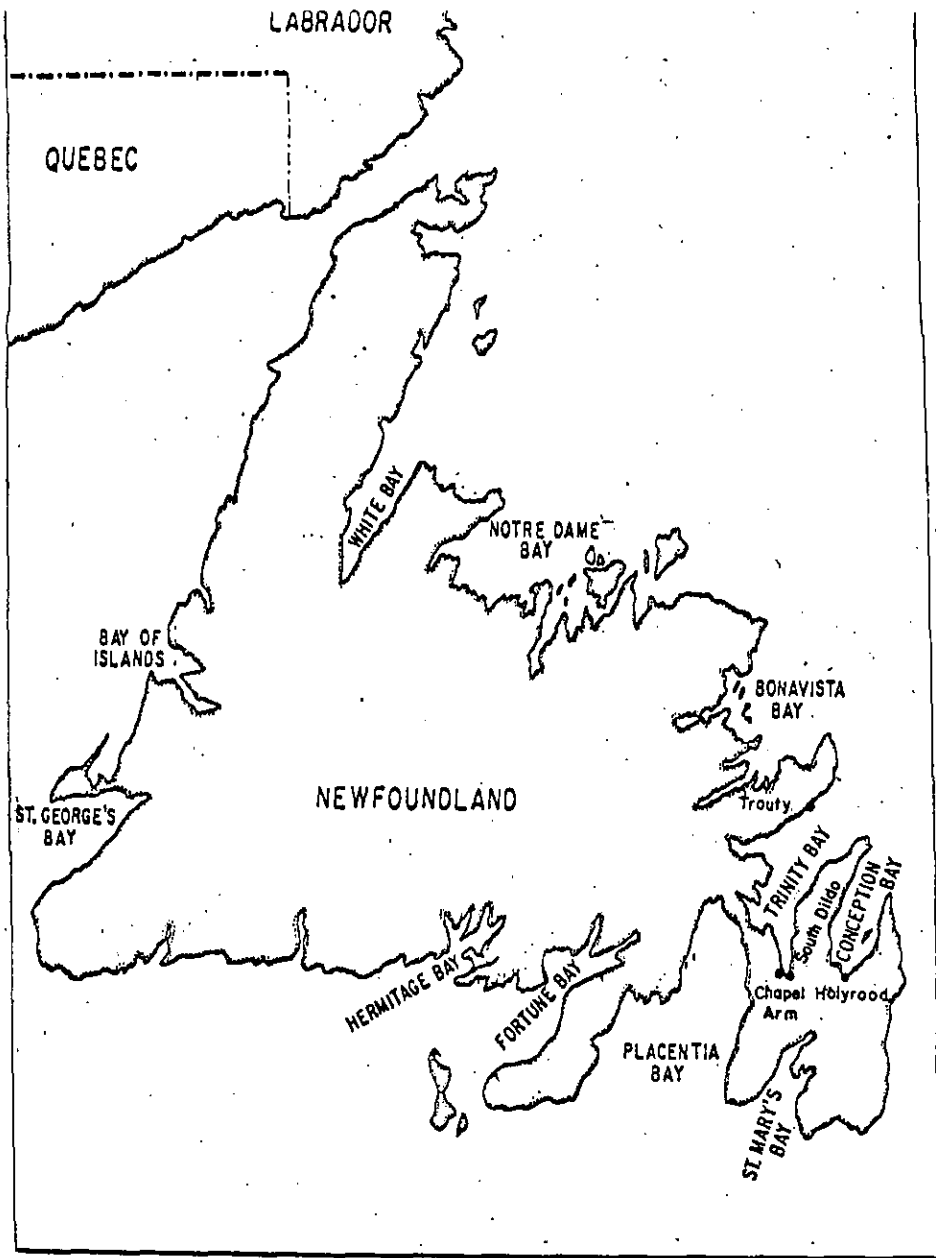 LABRADOR
QUEBEC
WHITE BAY
NOTRE DAME
BAY
BAY OF
ISLANDS
BONAVISTA
BAY
NEWFOUNDLAND
Trouty
ST. GEORGE'S
BAY
TRINITY BAY
South Dildo
CONCEPTION
BAY
HERMITAGE BAY
FORTUNE BAY
Chapel
Arm
Holyrood
PLACENTIA
BAY
ST. MARY'S
BAY